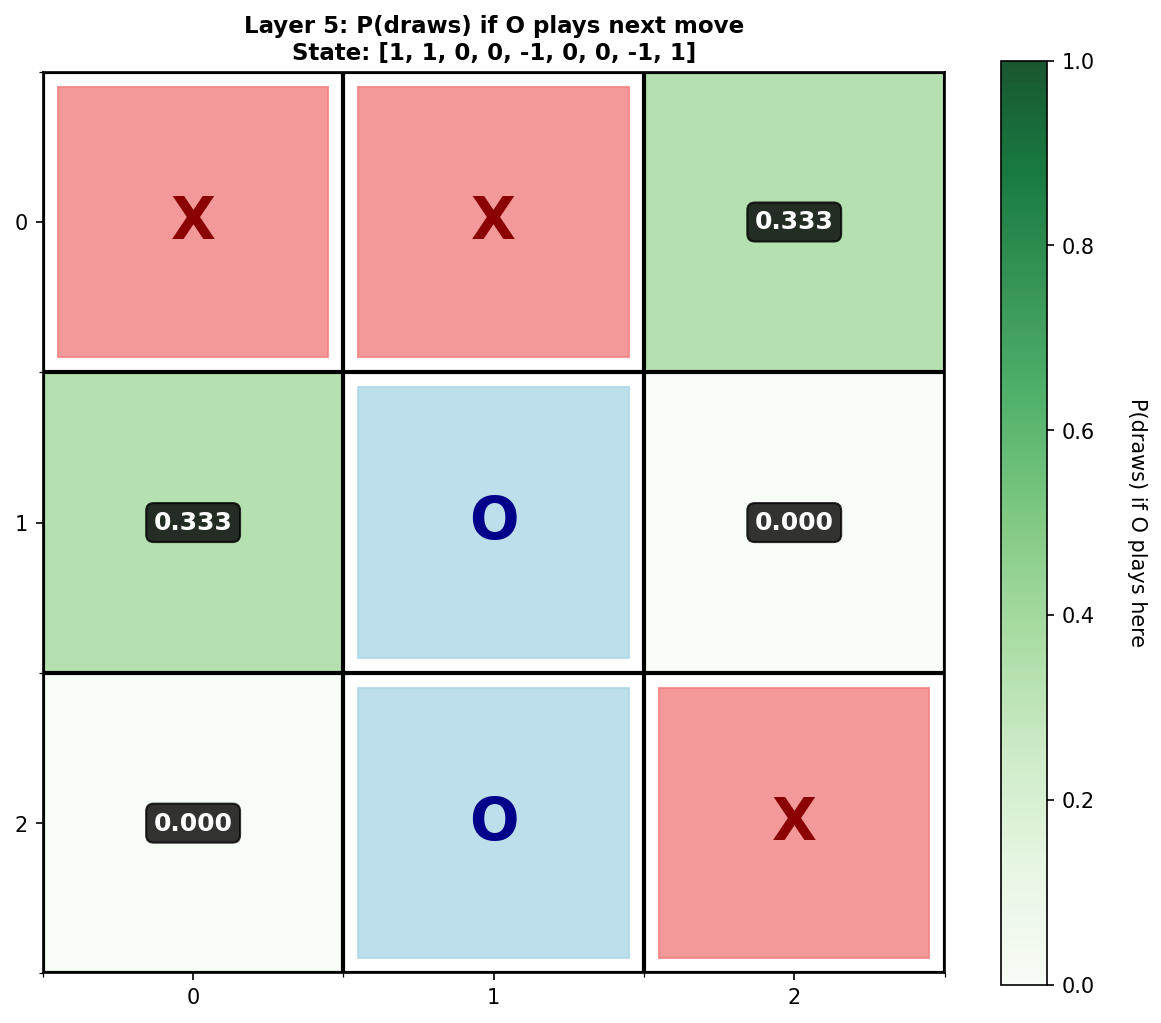 Layer 5: P(draws) if O plays next move
State: [1, 1, 0, 0, -1, 0, 0, -1, 1]
X
X
0.333
0.333
O
0.000
0.000
O
X
0
1
2
0
1
2
1.0
0.8
0.6
0.4
0.2
0.0
P(draws) if O plays here